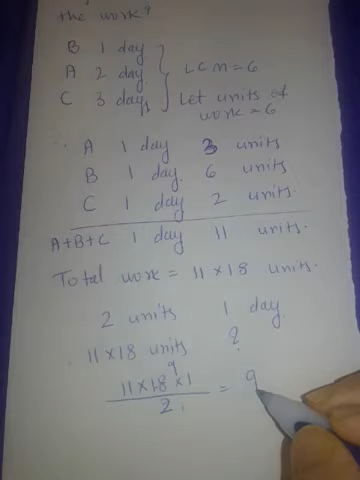 the work?
B 1 day
A 2 day
C 3 days
LCM = 6
Let units of
work = 6
∴ A 1 day 3 units
B 1 day. 6 units
C 1 day 2 units.
A+B+C 1 day 11 units.
Total work = 11 × 18 units.
2 units 1 day.
11 × 18 units ?
9
11 × 18 × 1 / 2 = 9